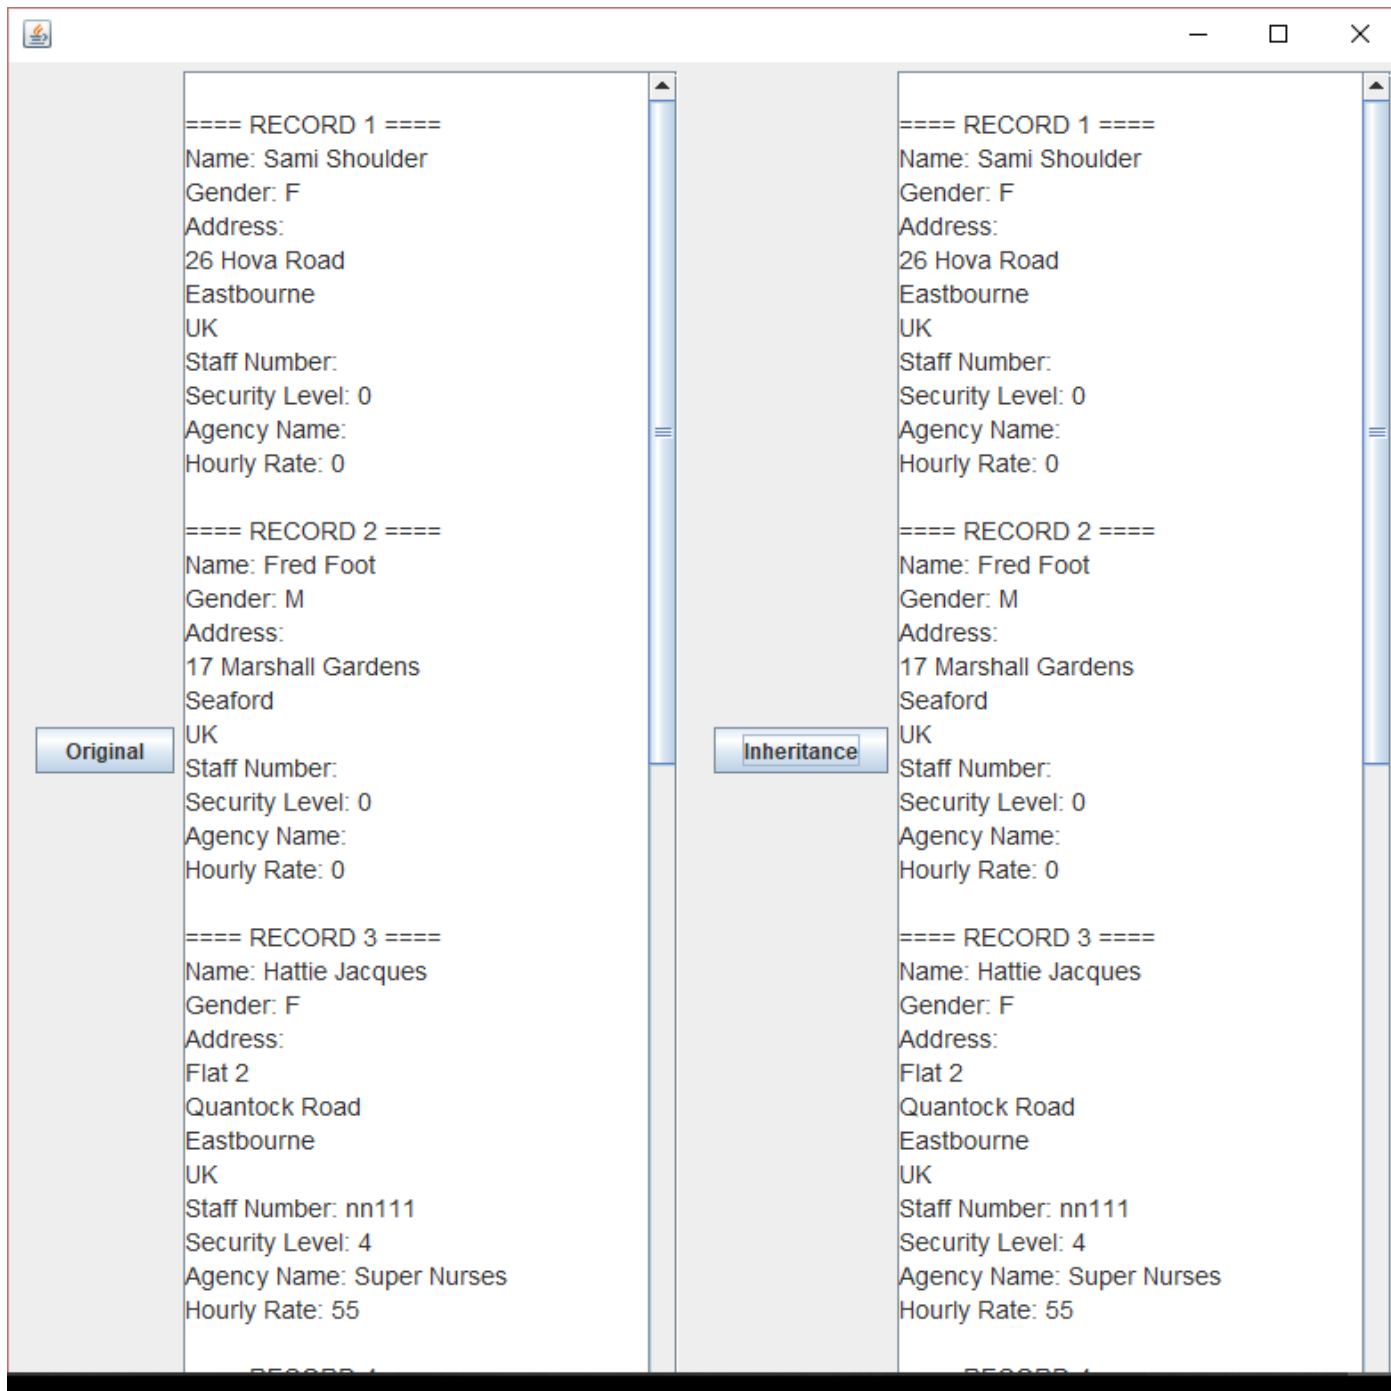 ==== RECORD 1 ====
Name: Sami Shoulder
Gender: F
Address:
26 Hova Road
Eastbourne
UK
Staff Number:
Security Level: 0
Agency Name:
Hourly Rate: 0
==== RECORD 2 ====
Name: Fred Foot
Gender: M
Address:
17 Marshall Gardens
Seaford
UK
Staff Number:
Security Level: 0
Agency Name:
Hourly Rate: 0
==== RECORD 3 ====
Name: Hattie Jacques
Gender: F
Address:
Flat 2
Quantock Road
Eastbourne
UK
Staff Number: nn111
Security Level: 4
Agency Name: Super Nurses
Hourly Rate: 55
Original
==== RECORD 1 ====
Name: Sami Shoulder
Gender: F
Address:
26 Hova Road
Eastbourne
UK
Staff Number:
Security Level: 0
Agency Name:
Hourly Rate: 0
==== RECORD 2 ====
Name: Fred Foot
Gender: M
Address:
17 Marshall Gardens
Seaford
UK
Staff Number:
Security Level: 0
Agency Name:
Hourly Rate: 0
==== RECORD 3 ====
Name: Hattie Jacques
Gender: F
Address:
Flat 2
Quantock Road
Eastbourne
UK
Staff Number: nn111
Security Level: 4
Agency Name: Super Nurses
Hourly Rate: 55
Inheritance